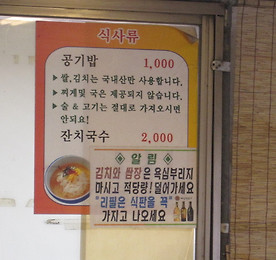 식사류
공기밥 1,000
▶ 쌀,김치는 국내산만 사용합니다.
▶ 찌게및 국은 제공되지 않습니다.
▶ 술 & 고기는 절대로 가져오시면
안되요!
잔치국수 2,000
◈ 알 림 ◈
김치와 쌈장은 욕심부리지
마시고 적당량! 덜어가세요
"리필은 식판을 꼭"
가지고 나오세요